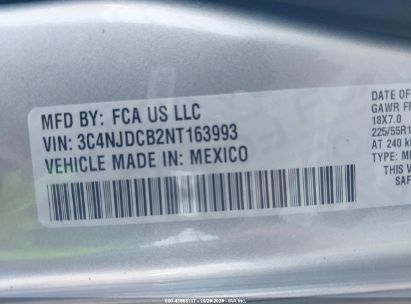 MFD BY: FCA US LLC
VIN: 3C4NJDCB2NT163993
VEHICLE MADE IN: MEXICO
DATE OF
GAWR FR
18X7.0
225/55R1
AT 240 k
TYPE: M
THIS V
SAF